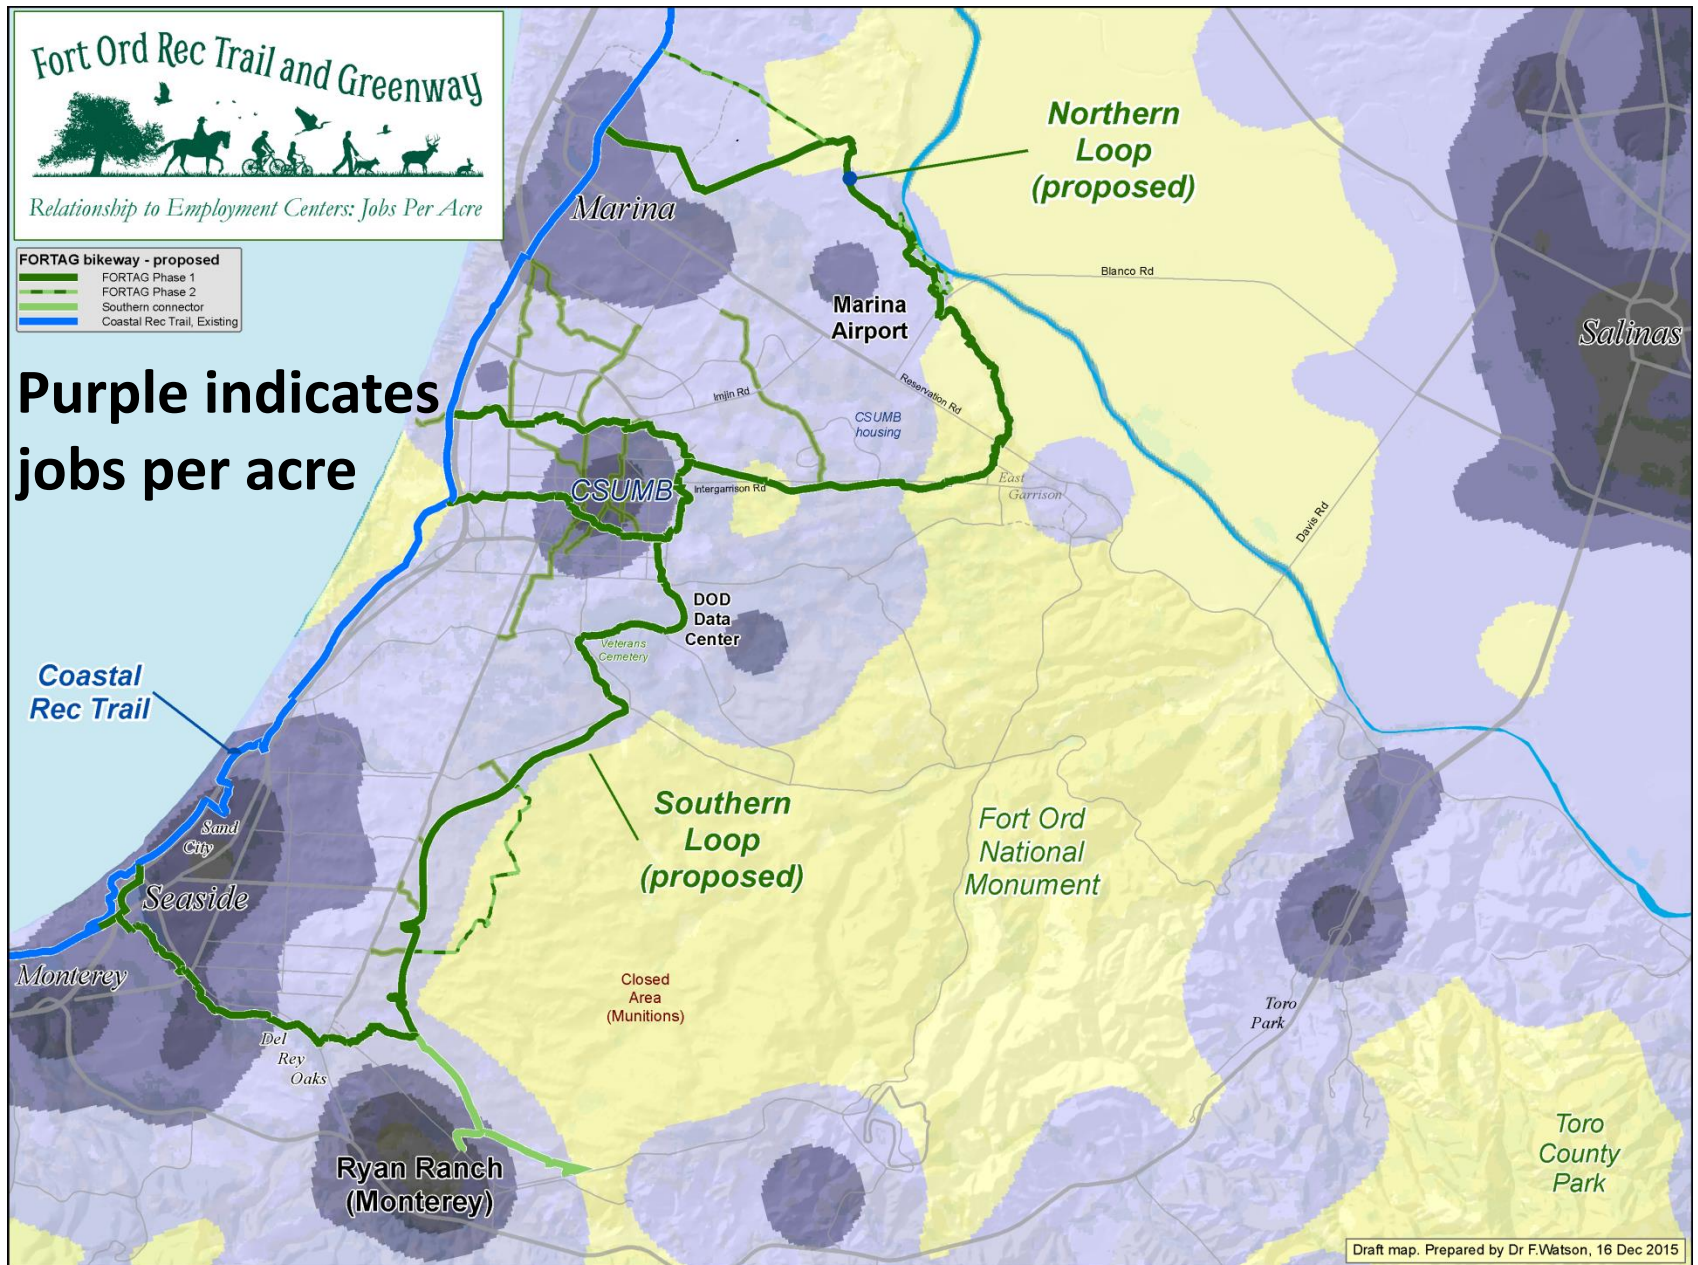 Fort Ord Rec Trail and Greenway
Relationship to Employment Centers: Jobs Per Acre
FORTAG bikeway - proposed
FORTAG Phase 1
FORTAG Phase 2
Southern connector
Coastal Rec Trail, Existing
Purple indicates
jobs per acre
Northern
Loop
(proposed)
Marina
Marina
Airport
Blanco Rd
Salinas
Imjin Rd
Reservation Rd
CSUMB
housing
CSUMB
Intergarrison Rd
East
Garrison
Davis Rd
DOD
Data
Center
Veterans
Cemetery
Coastal
Rec Trail
Southern
Loop
(proposed)
Fort Ord
National
Monument
Sand
City
Seaside
Monterey
Closed
Area
(Munitions)
Toro
Park
Del
Rey
Oaks
Ryan Ranch
(Monterey)
Toro
County
Park
Draft map. Prepared by Dr F.Watson, 16 Dec 2015